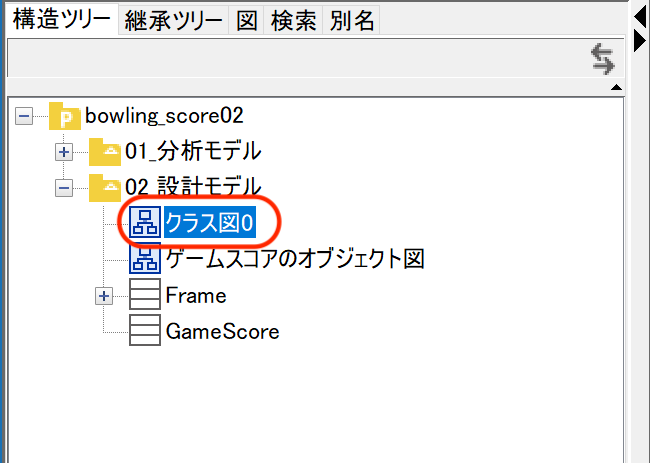 構造ツリー 継承ツリー 図 検索 別名
bowling_score02
01_分析モデル
02_設計モデル
クラス図0
ゲームスコアのオブジェクト図
Frame
GameScore